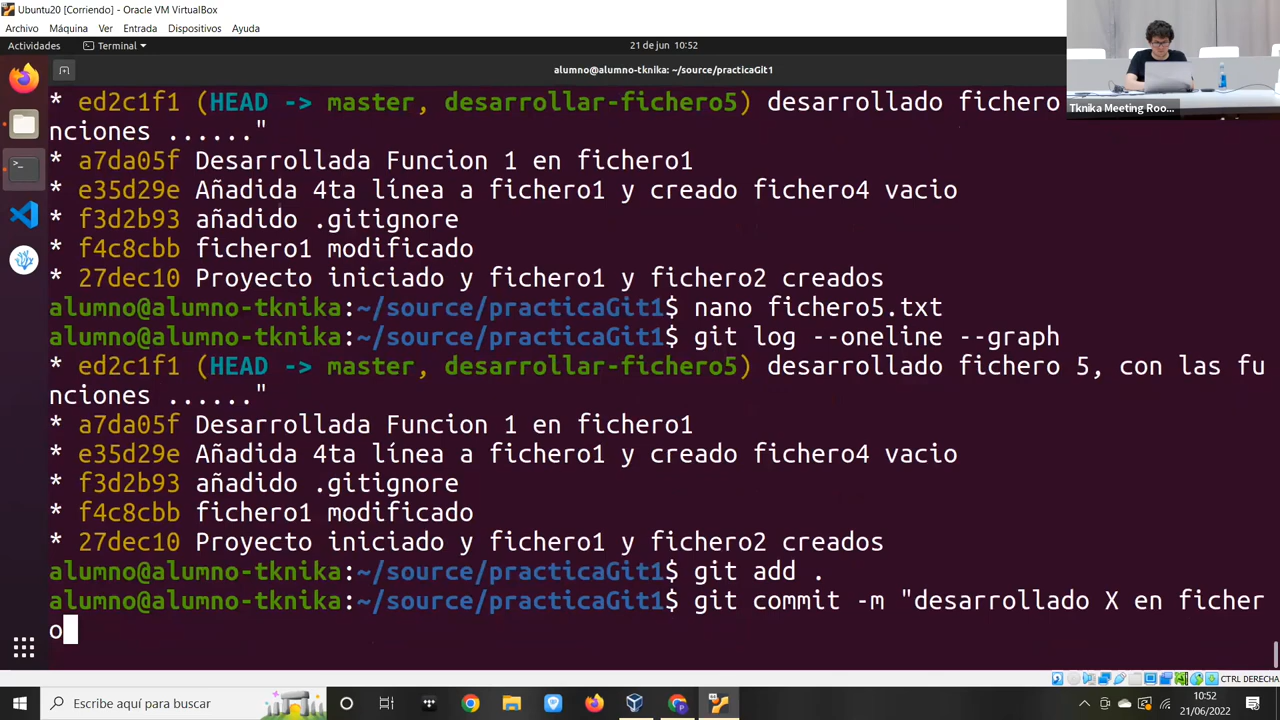 Ubuntu20 [Corriendo] - Oracle VM VirtualBox
Archivo Máquina Ver Entrada Dispositivos Ayuda
Actividades Terminal 21 de jun 10:52
alumno@alumno-tknika: ~/source/practicaGit1
Tknika Meeting Roo...
* ed2c1f1 (HEAD -> master, desarrollar-fichero5) desarrollado fichero
nciones ......"
* a7da05f Desarrollada Funcion 1 en fichero1
* e35d29e Añadida 4ta línea a fichero1 y creado fichero4 vacio
* f3d2b93 añadido .gitignore
* f4c8cbb fichero1 modificado
* 27dec10 Proyecto iniciado y fichero1 y fichero2 creados
alumno@alumno-tknika:~/source/practicaGit1$ nano fichero5.txt
alumno@alumno-tknika:~/source/practicaGit1$ git log --oneline --graph
* ed2c1f1 (HEAD -> master, desarrollar-fichero5) desarrollado fichero 5, con las fu
nciones ......"
* a7da05f Desarrollada Funcion 1 en fichero1
* e35d29e Añadida 4ta línea a fichero1 y creado fichero4 vacio
* f3d2b93 añadido .gitignore
* f4c8cbb fichero1 modificado
* 27dec10 Proyecto iniciado y fichero1 y fichero2 creados
alumno@alumno-tknika:~/source/practicaGit1$ git add .
alumno@alumno-tknika:~/source/practicaGit1$ git commit -m "desarrollado X en ficher
o
CTRL DERECHA
Escribe aquí para buscar
10:52
21/06/2022